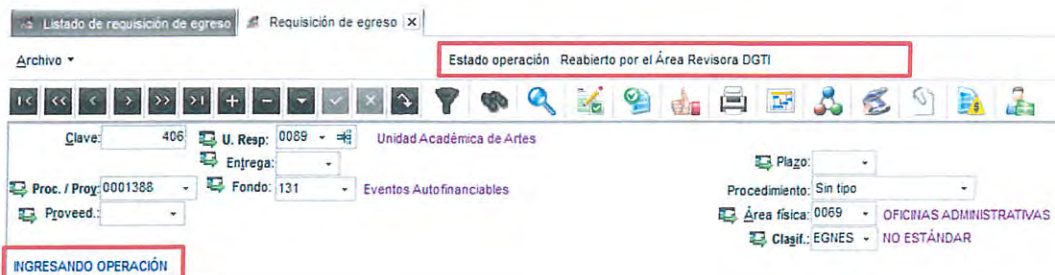 Listado de requisición de egreso Requisición de egreso
Archivo Estado operación Reabierto por el Área Revisora DGTI
Clave: 406 U. Resp: 0089 Unidad Académica de Artes
Entrega: Plazo:
Proc. / Proy: 0001388 Fondo: 131 Eventos Autofinanciables Procedimiento: Sin tipo
Proveed.: Área física: 0069 OFICINAS ADMINISTRATIVAS
Clasif.: EGNES NO ESTÁNDAR
INGRESANDO OPERACIÓN